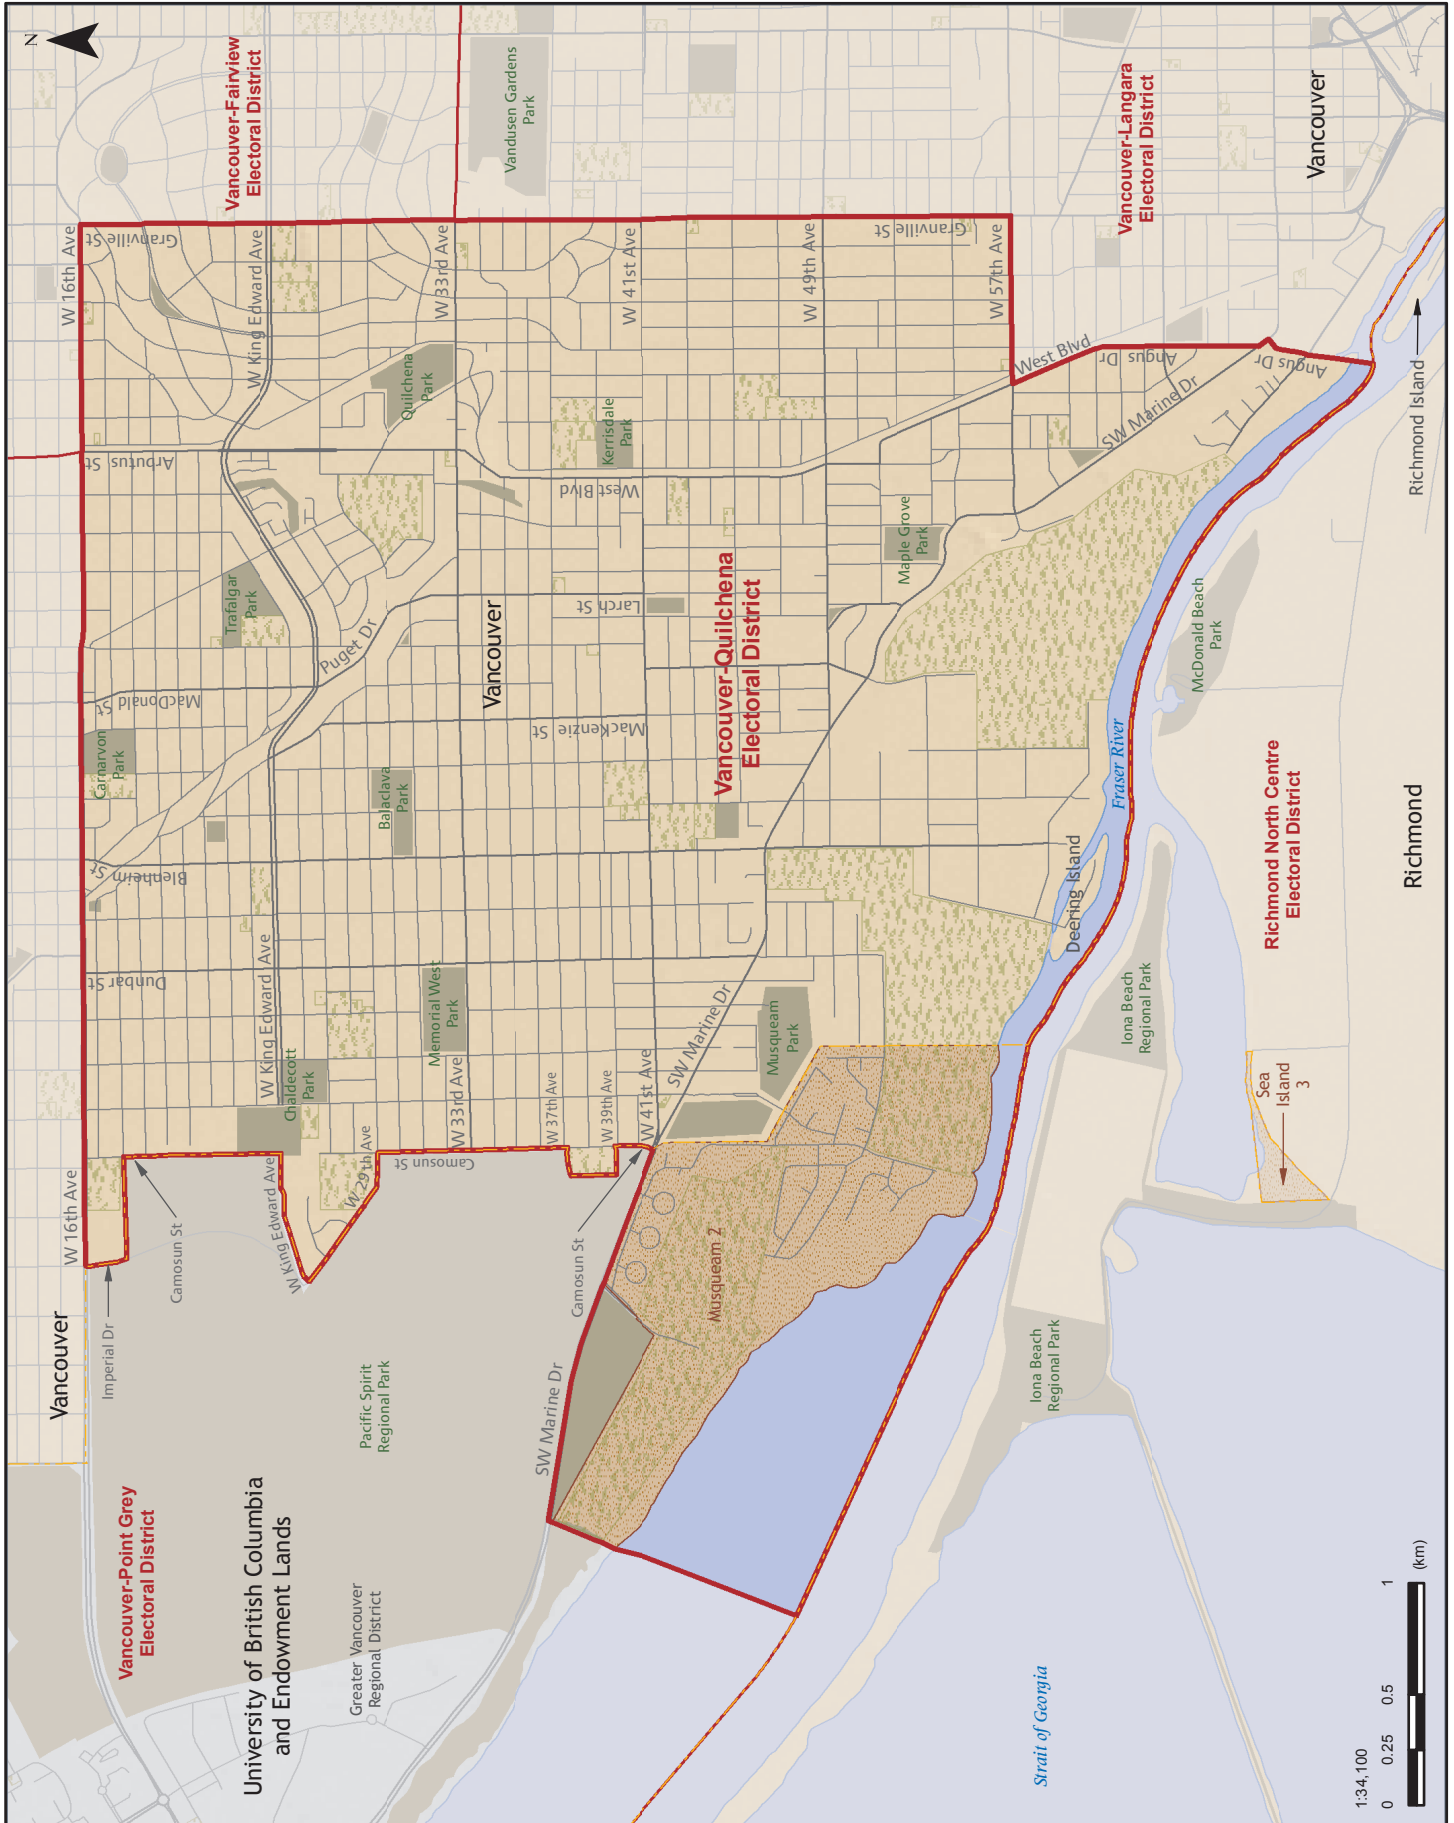 N
Vancouver-Fairview
Electoral District
Vandusen Gardens
Park
Vancouver-Langara
Electoral District
Vancouver
W 16th Ave
Granville St
W King Edward Ave
W 33rd Ave
W 41st Ave
W 49th Ave
Granville St
W 57th Ave
West Blvd
Angus Dr
Angus Dr
SW Marine Dr
Richmond Island
Quilchena
Park
Kerrisdale
Park
Arbutus St
West Blvd
Maple Grove
Park
Trafalgar
Park
Puget Dr
Larch St
Vancouver
Vancouver-Quilchena
Electoral District
McDonald Beach
Park
MacDonald St
MacKenzie St
Carnarvon
Park
Balaclava
Park
Fraser River
Richmond North Centre
Electoral District
Richmond
Blenheim St
Deering Island
Dunbar St
W King Edward Ave
Memorial West
Park
SW Marine Dr
Musqueam
Park
Iona Beach
Regional Park
Sea
Island
3
Chaldecott
Park
W 33rd Ave
W 37th Ave
W 39th Ave
W 41st Ave
W 16th Ave
Camosun St
W King Edward Ave
W 29th Ave
Camosun St
Camosun St
Imperial Dr
Musqueam 2
Vancouver
Pacific Spirit
Regional Park
SW Marine Dr
Iona Beach
Regional Park
Vancouver-Point Grey
Electoral District
University of British Columbia
and Endowment Lands
Greater Vancouver
Regional District
Strait of Georgia
1:34,100
0 0.25 0.5 1
(km)